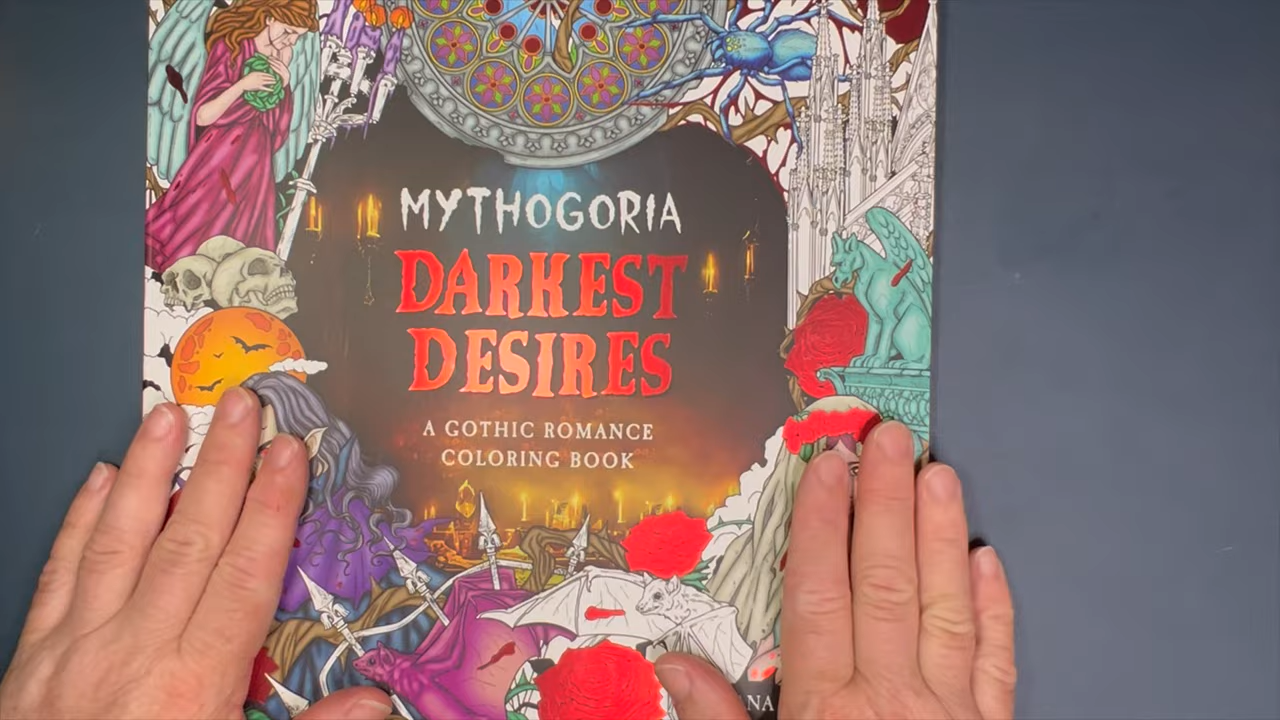 MYTHOGORIA
DARKEST
DESIRES
A GOTHIC ROMANCE
COLORING BOOK